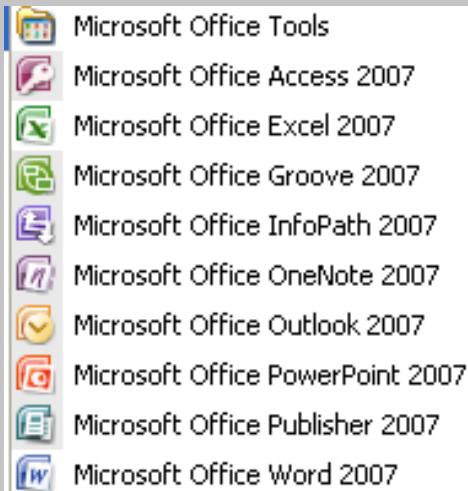 Microsoft Office Tools
Microsoft Office Access 2007
Microsoft Office Excel 2007
Microsoft Office Groove 2007
Microsoft Office InfoPath 2007
Microsoft Office OneNote 2007
Microsoft Office Outlook 2007
Microsoft Office PowerPoint 2007
Microsoft Office Publisher 2007
Microsoft Office Word 2007